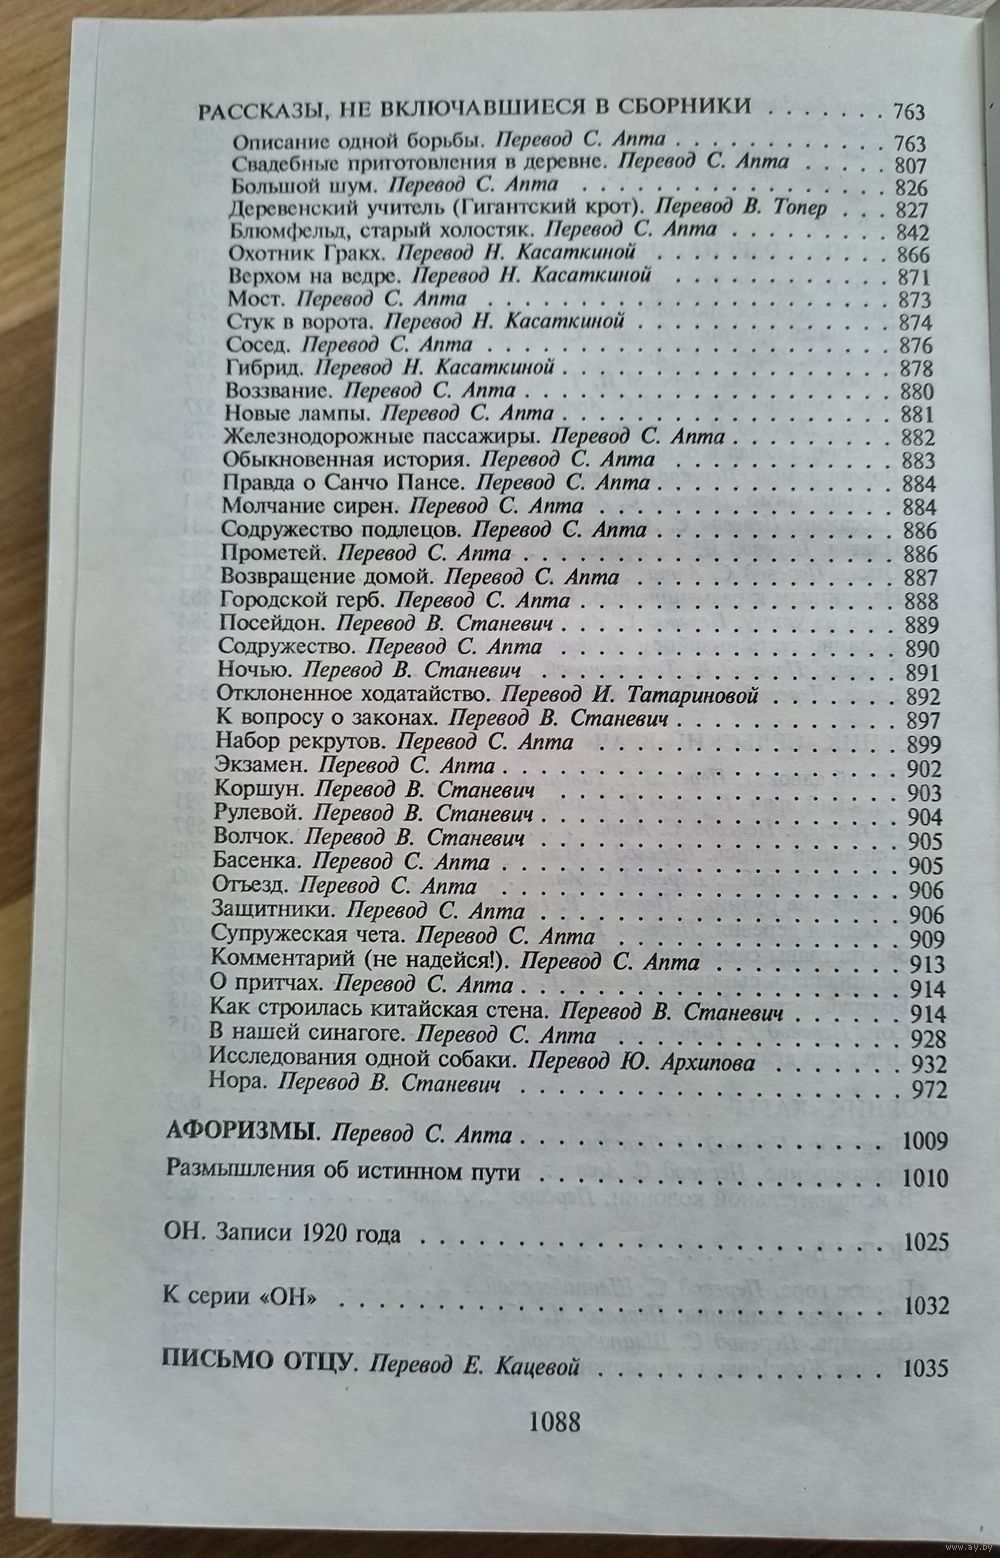 РАССКАЗЫ, НЕ ВКЛЮЧАВШИЕСЯ В СБОРНИКИ . . . . . . . 763
Описание одной борьбы. Перевод С. Апта . . . . . . . . . . . . 763
Свадебные приготовления в деревне. Перевод С. Апта . . . . . 807
Большой шум. Перевод С. Апта . . . . . . . . . . . . . . . . . 826
Деревенский учитель (Гигантский крот). Перевод В. Топер . . . 827
Блюмфельд, старый холостяк. Перевод С. Апта . . . . . . . . . 842
Охотник Гракх. Перевод Н. Касаткиной . . . . . . . . . . . . . 866
Верхом на ведре. Перевод Н. Касаткиной . . . . . . . . . . . . 871
Мост. Перевод С. Апта . . . . . . . . . . . . . . . . . . . . . . 873
Стук в ворота. Перевод Н. Касаткиной . . . . . . . . . . . . . . 874
Сосед. Перевод С. Апта . . . . . . . . . . . . . . . . . . . . . . 876
Гибрид. Перевод Н. Касаткиной . . . . . . . . . . . . . . . . . . 878
Воззвание. Перевод С. Апта . . . . . . . . . . . . . . . . . . . . 880
Новые лампы. Перевод С. Апта . . . . . . . . . . . . . . . . . . 881
Железнодорожные пассажиры. Перевод С. Апта . . . . . . . . . 882
Обыкновенная история. Перевод С. Апта . . . . . . . . . . . . 883
Правда о Санчо Пансе. Перевод С. Апта . . . . . . . . . . . . . 884
Молчание сирен. Перевод С. Апта . . . . . . . . . . . . . . . . 884
Содружество подлецов. Перевод С. Апта . . . . . . . . . . . . . 886
Прометей. Перевод С. Апта . . . . . . . . . . . . . . . . . . . . 886
Возвращение домой. Перевод С. Апта . . . . . . . . . . . . . . 887
Городской герб. Перевод С. Апта . . . . . . . . . . . . . . . . . 888
Посейдон. Перевод В. Станевич . . . . . . . . . . . . . . . . . . 889
Содружество. Перевод С. Апта . . . . . . . . . . . . . . . . . . 890
Ночью. Перевод В. Станевич . . . . . . . . . . . . . . . . . . . 891
Отклоненное ходатайство. Перевод И. Татариновой . . . . . . . 892
К вопросу о законах. Перевод В. Станевич . . . . . . . . . . . . 897
Набор рекрутов. Перевод С. Апта . . . . . . . . . . . . . . . . 899
Экзамен. Перевод С. Апта . . . . . . . . . . . . . . . . . . . . . 902
Коршун. Перевод В. Станевич . . . . . . . . . . . . . . . . . . 903
Рулевой. Перевод В. Станевич . . . . . . . . . . . . . . . . . . . 904
Волчок. Перевод В. Станевич . . . . . . . . . . . . . . . . . . . 905
Басенка. Перевод С. Апта . . . . . . . . . . . . . . . . . . . . . 905
Отъезд. Перевод С. Апта . . . . . . . . . . . . . . . . . . . . . 906
Защитники. Перевод С. Апта . . . . . . . . . . . . . . . . . . . 906
Супружеская чета. Перевод С. Апта . . . . . . . . . . . . . . . 909
Комментарий (не надейся!). Перевод С. Апта . . . . . . . . . . 913
О притчах. Перевод С. Апта . . . . . . . . . . . . . . . . . . . . 914
Как строилась китайская стена. Перевод В. Станевич . . . . . . 914
В нашей синагоге. Перевод С. Апта . . . . . . . . . . . . . . . 928
Исследования одной собаки. Перевод Ю. Архипова . . . . . . . 932
Нора. Перевод В. Станевич . . . . . . . . . . . . . . . . . . . . 972
АФОРИЗМЫ. Перевод С. Апта . . . . . . . . . . . . . . . . . . 1009
Размышления об истинном пути . . . . . . . . . . . . . . . . . . 1010
ОН. Записи 1920 года . . . . . . . . . . . . . . . . . . . . . . . 1025
К серии «ОН» . . . . . . . . . . . . . . . . . . . . . . . . . . . 1032
ПИСЬМО ОТЦУ. Перевод Е. Кацевой . . . . . . . . . . . . . . . 1035
1088
www.ay.by